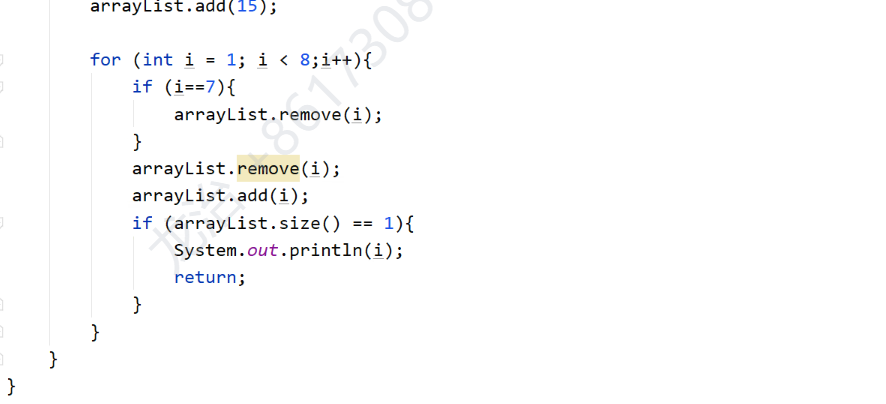 arrayList.add(15);
for (int i = 1; i < 8;i++){
if (i==7){
arrayList.remove(i);
}
arrayList.remove(i);
arrayList.add(i);
if (arrayList.size() == 1){
System.out.println(i);
return;
}
}
}
}
+8617308